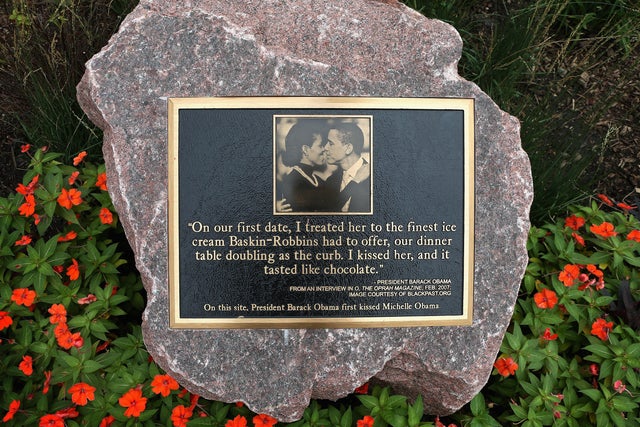 "On our first date, I treated her to the finest ice
cream Baskin-Robbins had to offer, our dinner
table doubling as the curb. I kissed her, and it
tasted like chocolate."
- PRESIDENT BARACK OBAMA
FROM AN INTERVIEW IN O, THE OPRAH MAGAZINE, FEB. 2007
IMAGE COURTESY OF BLACKPAST.ORG
On this site, President Barack Obama first kissed Michelle Obama